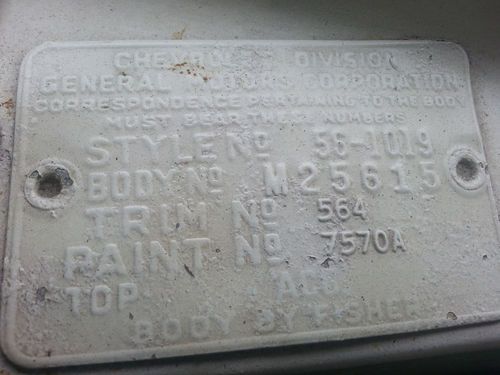 CHEVROLET DIVISION
GENERAL MOTORS CORPORATION
CORRESPONDENCE PERTAINING TO THE BODY
MUST BEAR THESE NUMBERS
STYLE NO 56-1019
BODY NO M25615
TRIM NO 564
PAINT NO 7570A
TOP
BODY BY FISHER